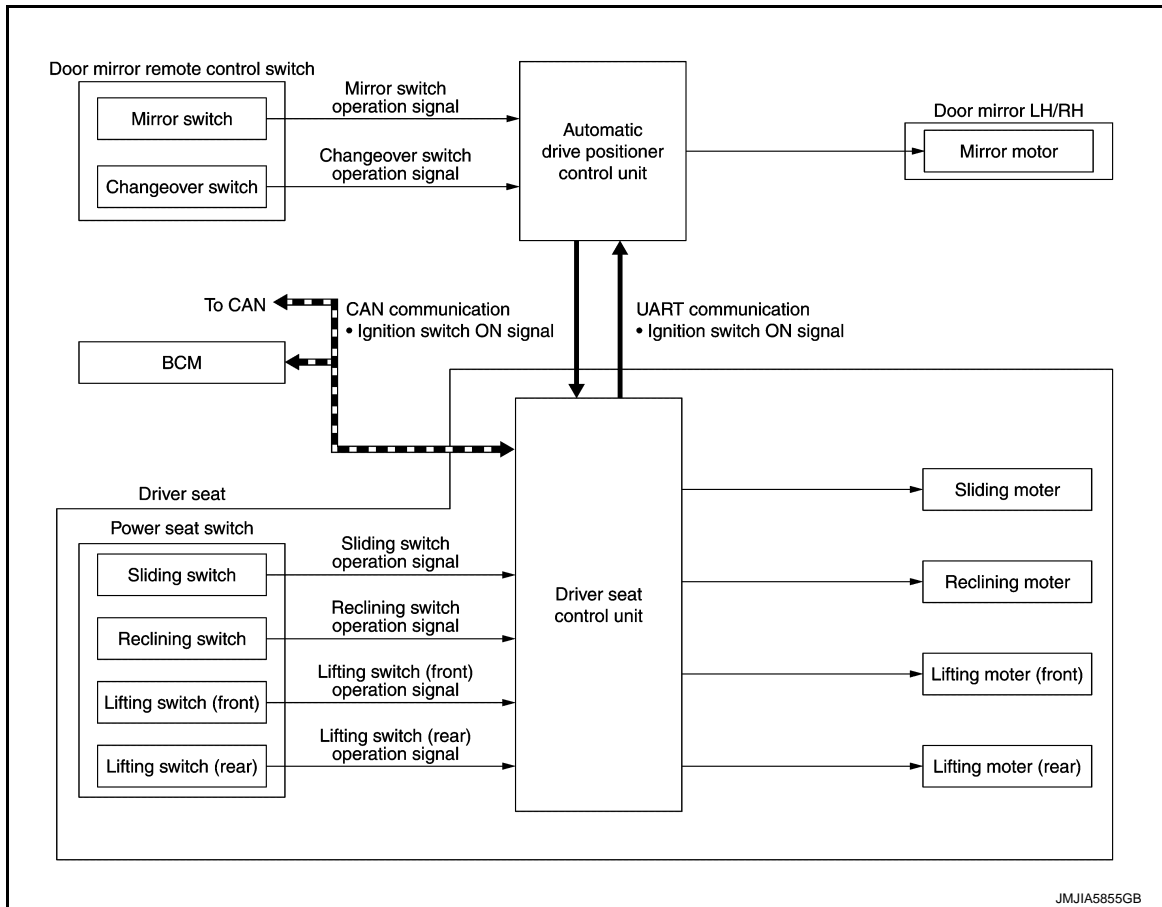 Door mirror remote control switch
Mirror switch
Changeover switch
Mirror switch
operation signal
Changeover switch
operation signal
Automatic
drive positioner
control unit
Door mirror LH/RH
Mirror motor
To CAN
BCM
CAN communication
• Ignition switch ON signal
UART communication
• Ignition switch ON signal
Driver seat
Power seat switch
Sliding switch
Reclining switch
Lifting switch (front)
Lifting switch (rear)
Sliding switch
operation signal
Reclining switch
operation signal
Lifting switch (front)
operation signal
Lifting switch (rear)
operation signal
Driver seat
control unit
Sliding moter
Reclining moter
Lifting moter (front)
Lifting moter (rear)
JMJIA5855GB